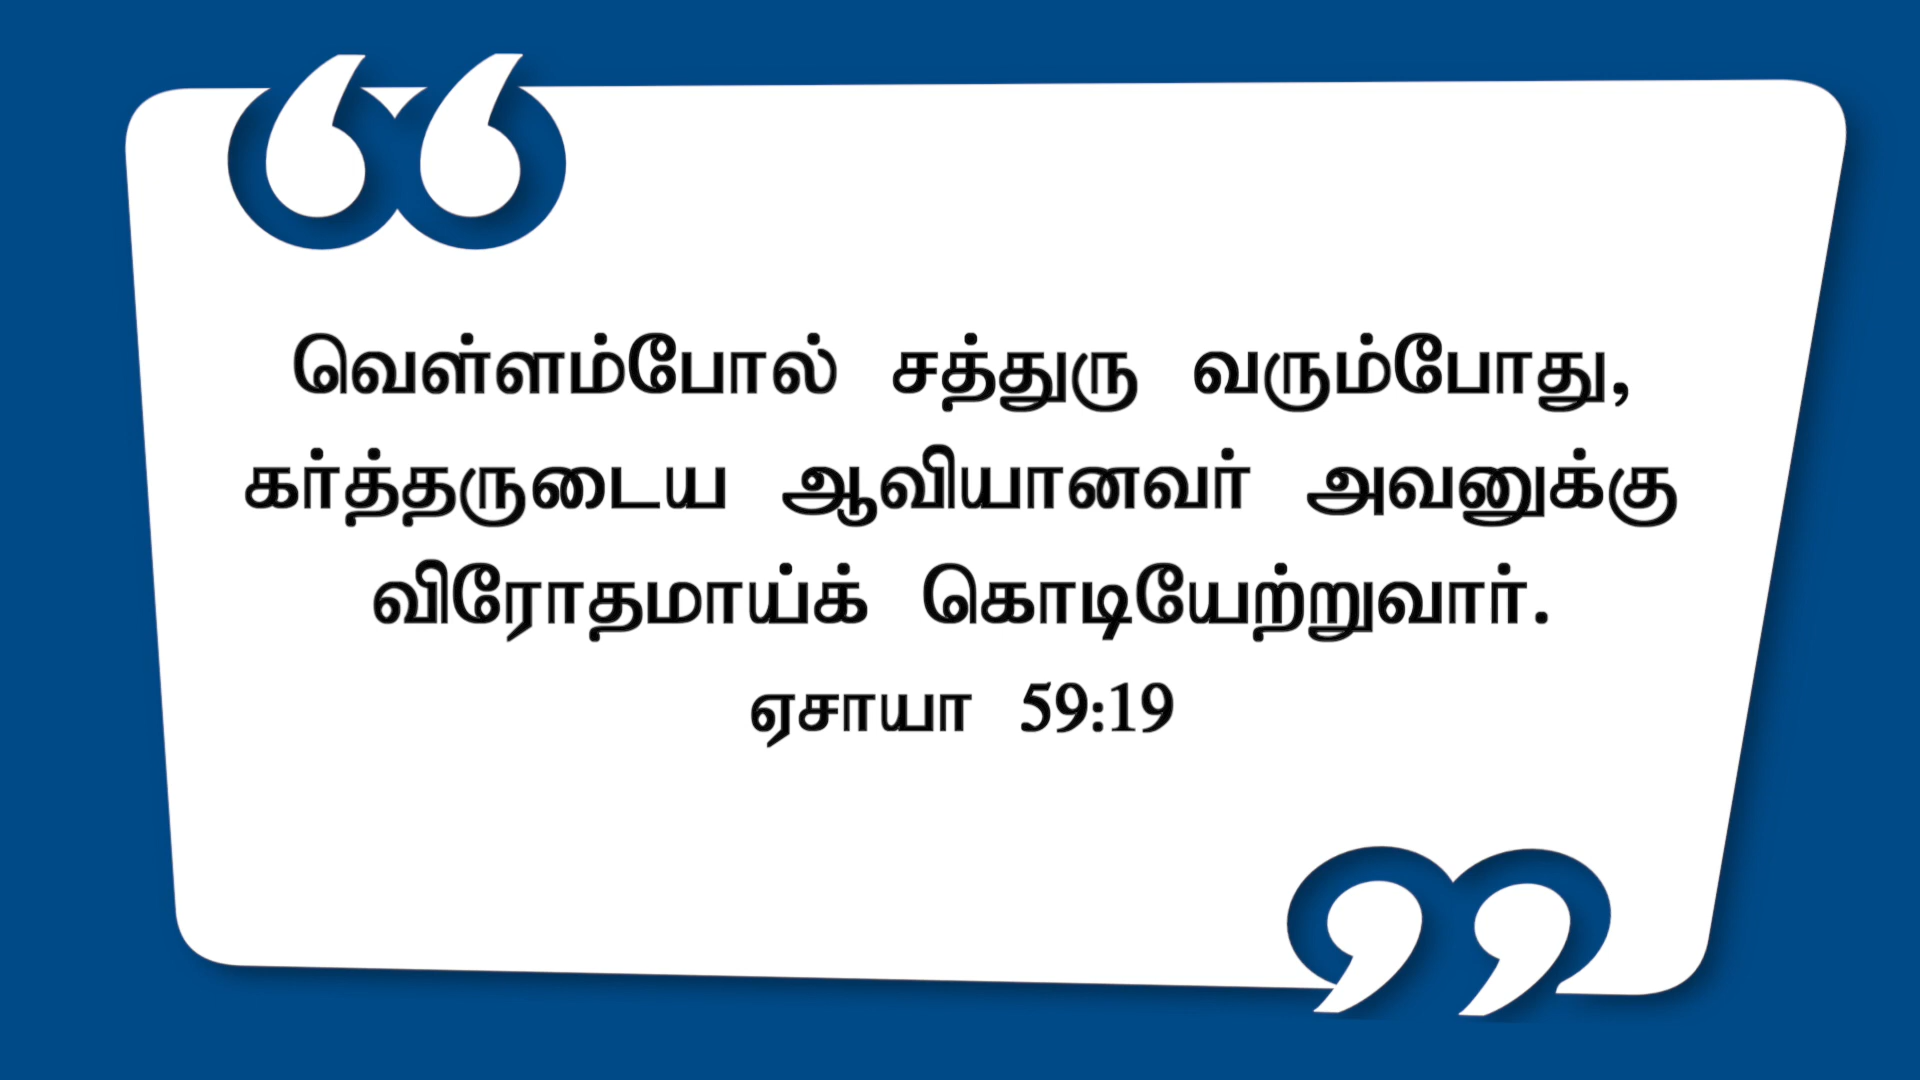 வெள்ளம்போல் சத்துரு வரும்போது,
கர்த்தருடைய ஆவியானவர் அவனுக்கு
விரோதமாய்க் கொடியேற்றுவார்.
ஏசாயா 59:19